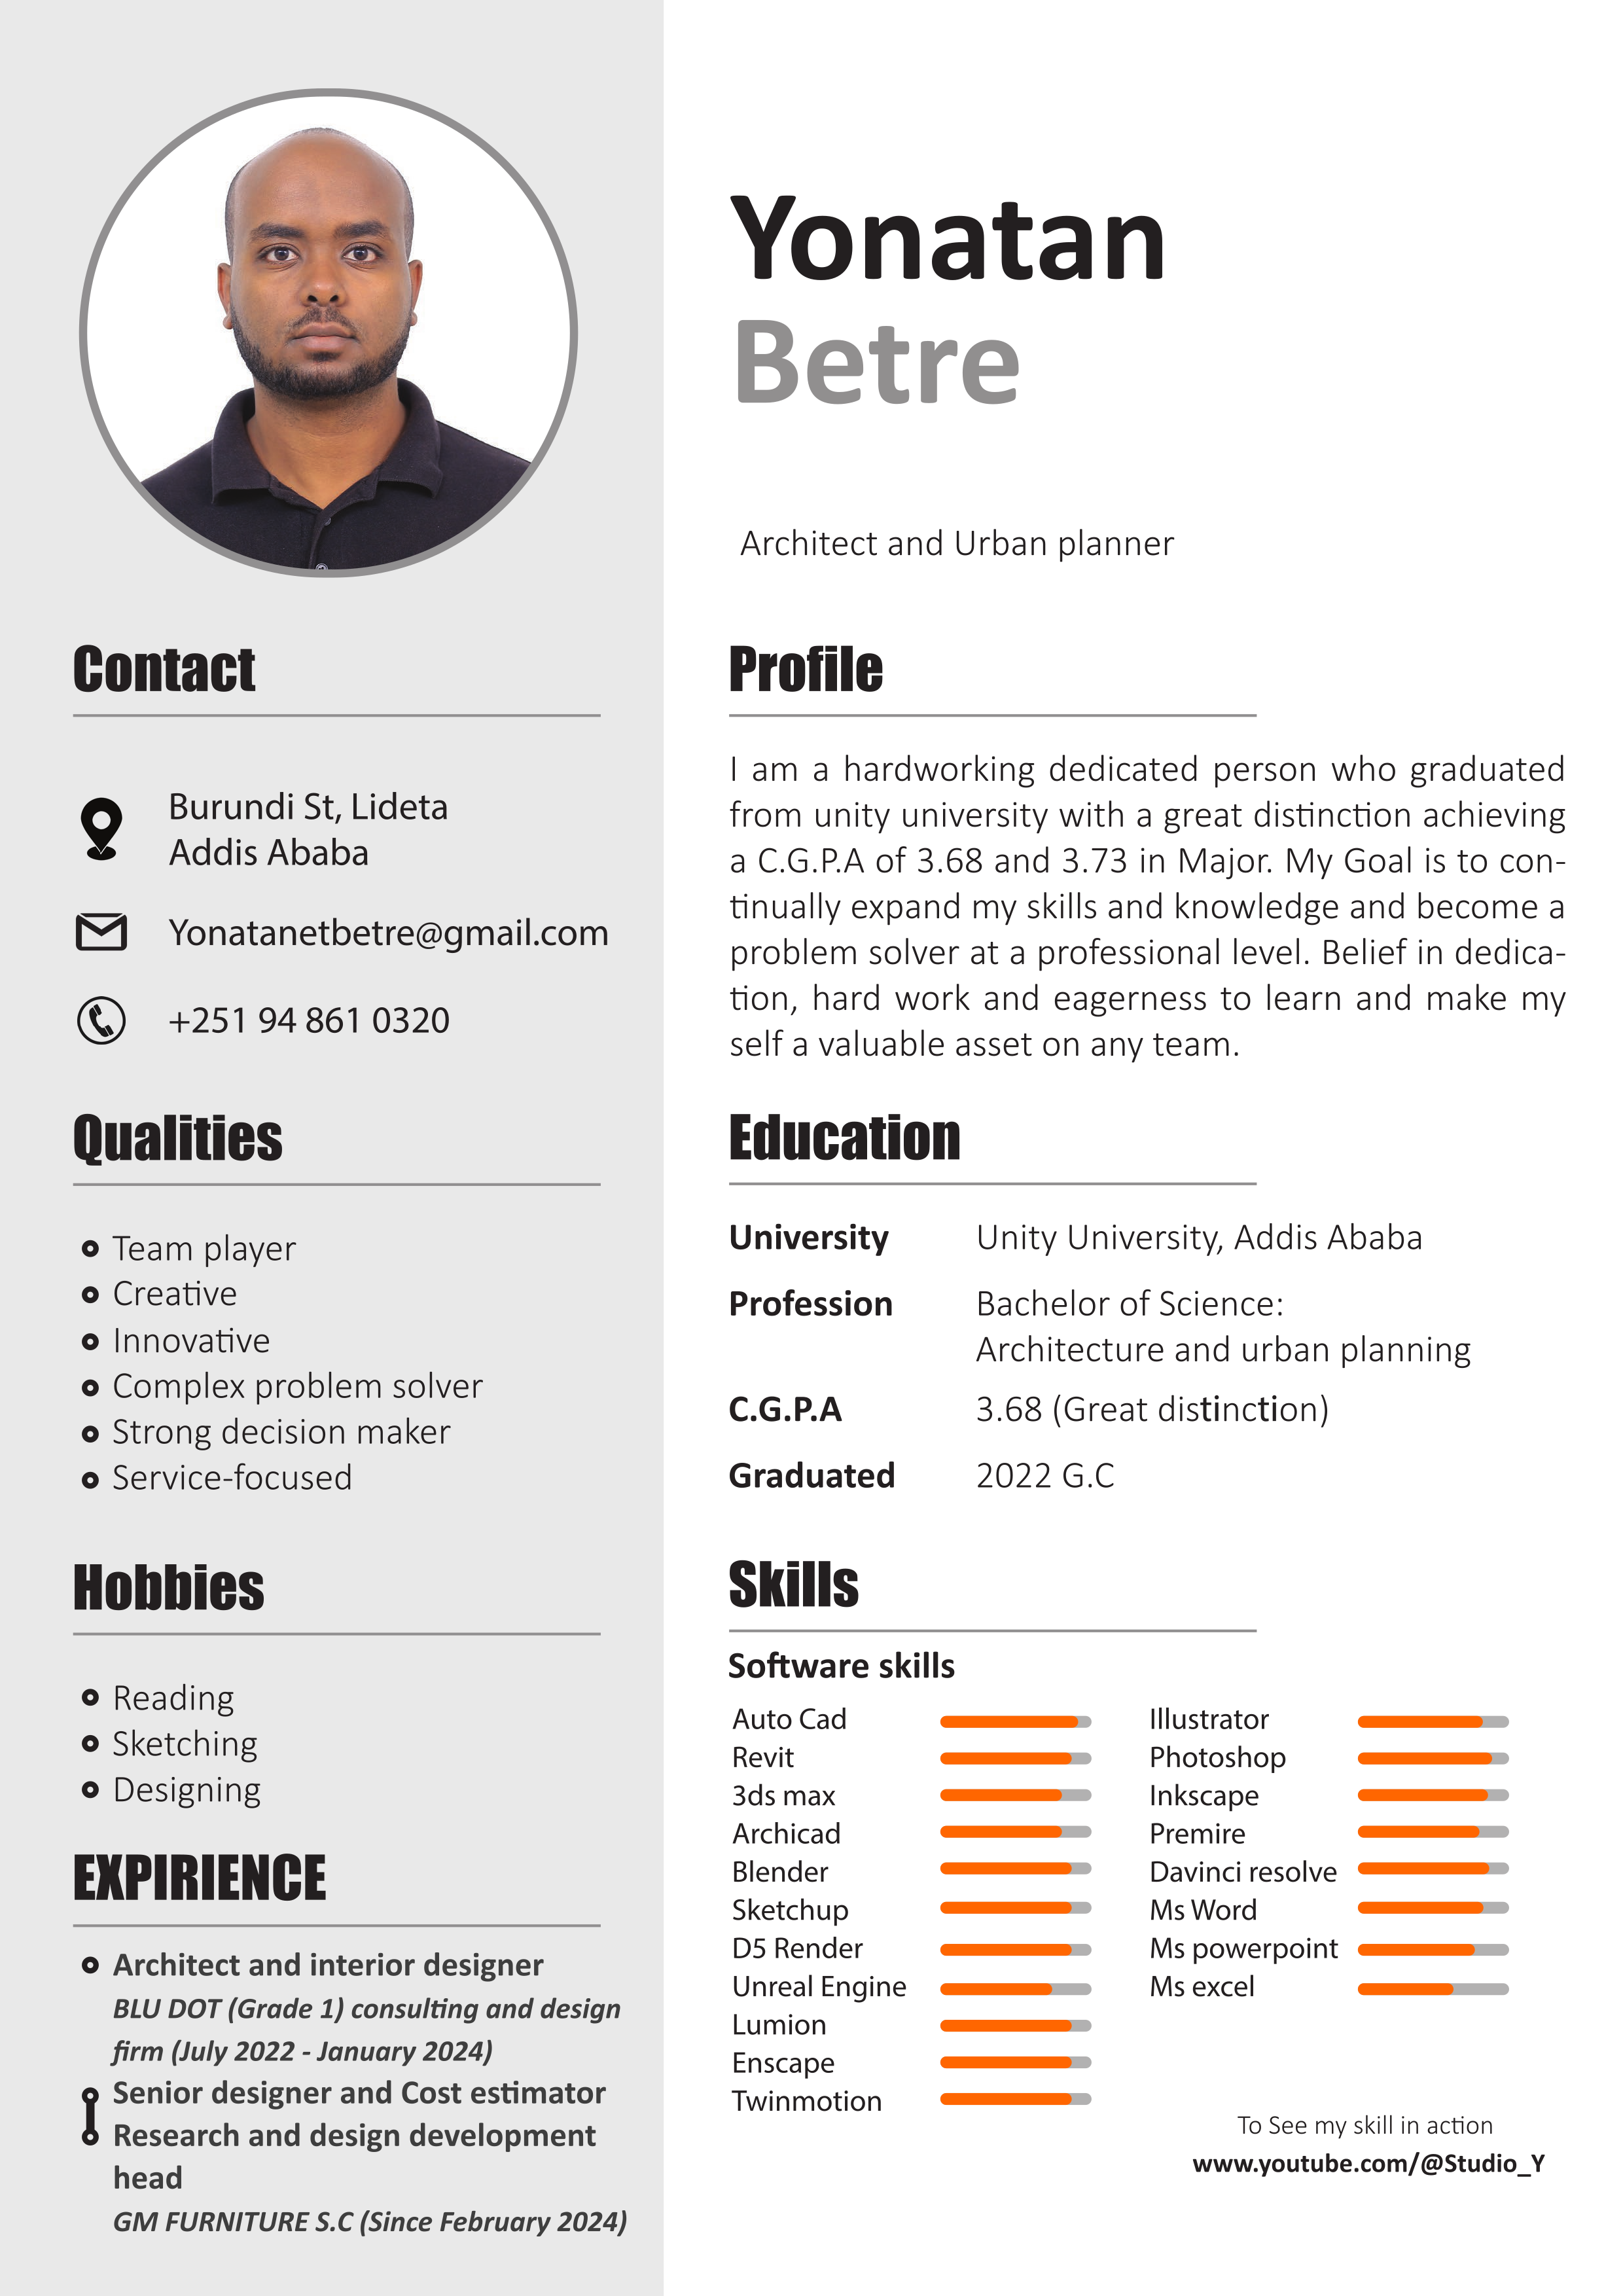 Yonatan
Betre
Architect and Urban planner
Contact
Burundi St, Lideta
Addis Ababa
Yonatanetbetre@gmail.com
+251 94 861 0320
Qualities
Team player
Creative
Innovative
Complex problem solver
Strong decision maker
Service-focused
Hobbies
Reading
Sketching
Designing
EXPIRIENCE
Architect and interior designer
BLU DOT (Grade 1) consulting and design
firm (July 2022 - January 2024)
Senior designer and Cost estimator
Research and design development
head
GM FURNITURE S.C (Since February 2024)
Profile
I am a hardworking dedicated person who graduated
from unity university with a great distinction achieving
a C.G.P.A of 3.68 and 3.73 in Major. My Goal is to con-
tinually expand my skills and knowledge and become a
problem solver at a professional level. Belief in dedica-
tion, hard work and eagerness to learn and make my
self a valuable asset on any team.
Education
University Unity University, Addis Ababa
Profession Bachelor of Science:
Architecture and urban planning
C.G.P.A 3.68 (Great distinction)
Graduated 2022 G.C
Skills
Software skills
Auto Cad
Revit
3ds max
Archicad
Blender
Sketchup
D5 Render
Unreal Engine
Lumion
Enscape
Twinmotion
Illustrator
Photoshop
Inkscape
Premire
Davinci resolve
Ms Word
Ms powerpoint
Ms excel
To See my skill in action
www.youtube.com/@Studio_Y